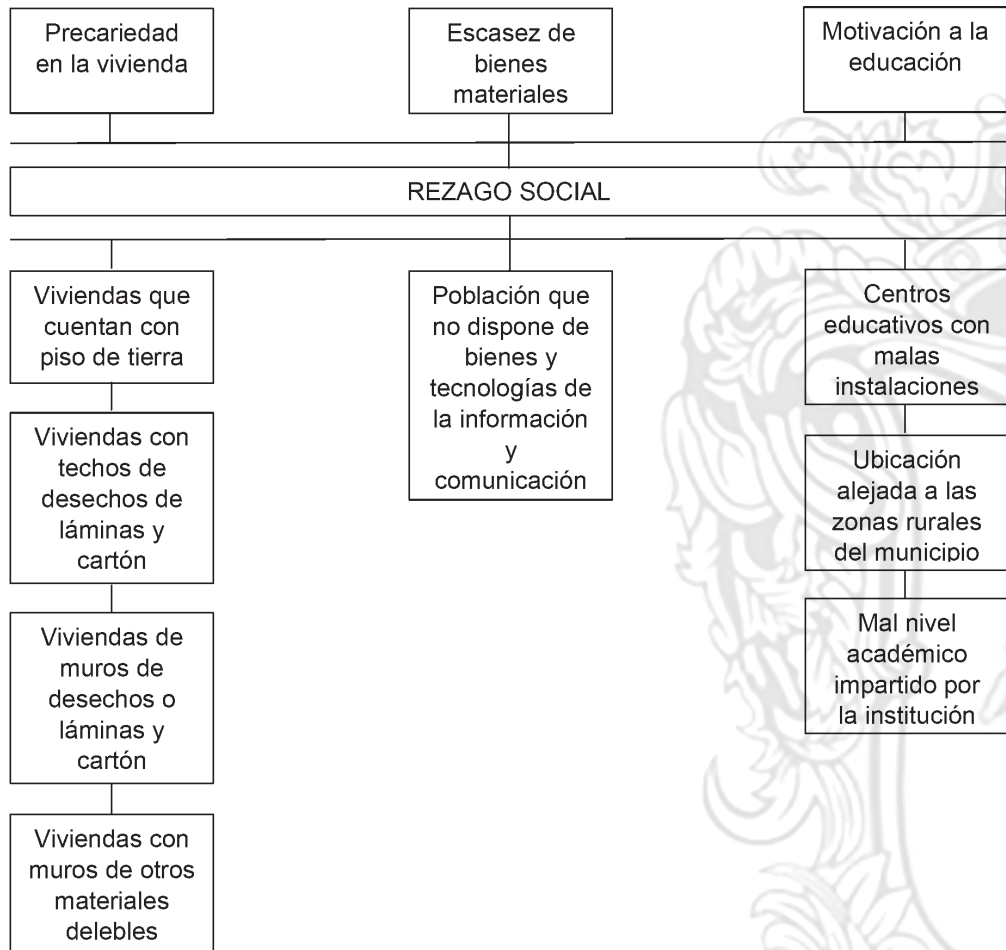 Precariedad
en la vivienda
Escasez de
bienes
materiales
Motivación a la
educación
REZAGO SOCIAL
Viviendas que
cuentan con
piso de tierra
Viviendas con
techos de
desechos de
láminas y
cartón
Viviendas de
muros de
desechos o
láminas y
cartón
Viviendas con
muros de otros
materiales
delebles
Población que
no dispone de
bienes y
tecnologías de
la información
y
comunicación
Centros
educativos con
malas
instalaciones
Ubicación
alejada a las
zonas rurales
del municipio
Mal nivel
académico
impartido por
la institución